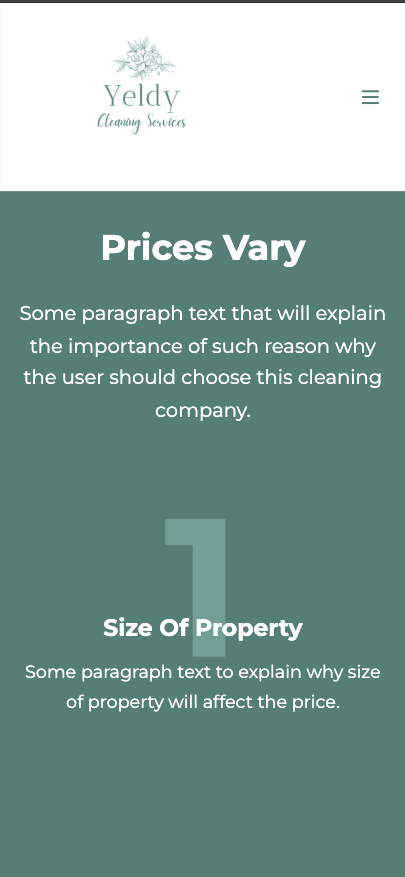 Yeldy
Cleaning Services
Prices Vary
Some paragraph text that will explain
the importance of such reason why
the user should choose this cleaning
company.
1
Size Of Property
Some paragraph text to explain why size
of property will affect the price.